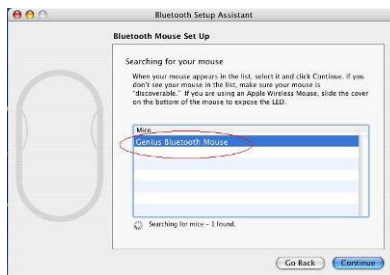 Bluetooth Setup Assistant
Bluetooth Mouse Set Up
Searching for your mouse
When your mouse appears in the list, select it and click Continue. If you
don't see your mouse in the list, make sure your mouse is
"discoverable." If you are using an Apple Wireless Mouse, slide the cover
on the bottom of the mouse to expose the LED.
Mice
Genius Bluetooth Mouse
Searching for mice – 1 found.
Go Back
Continue